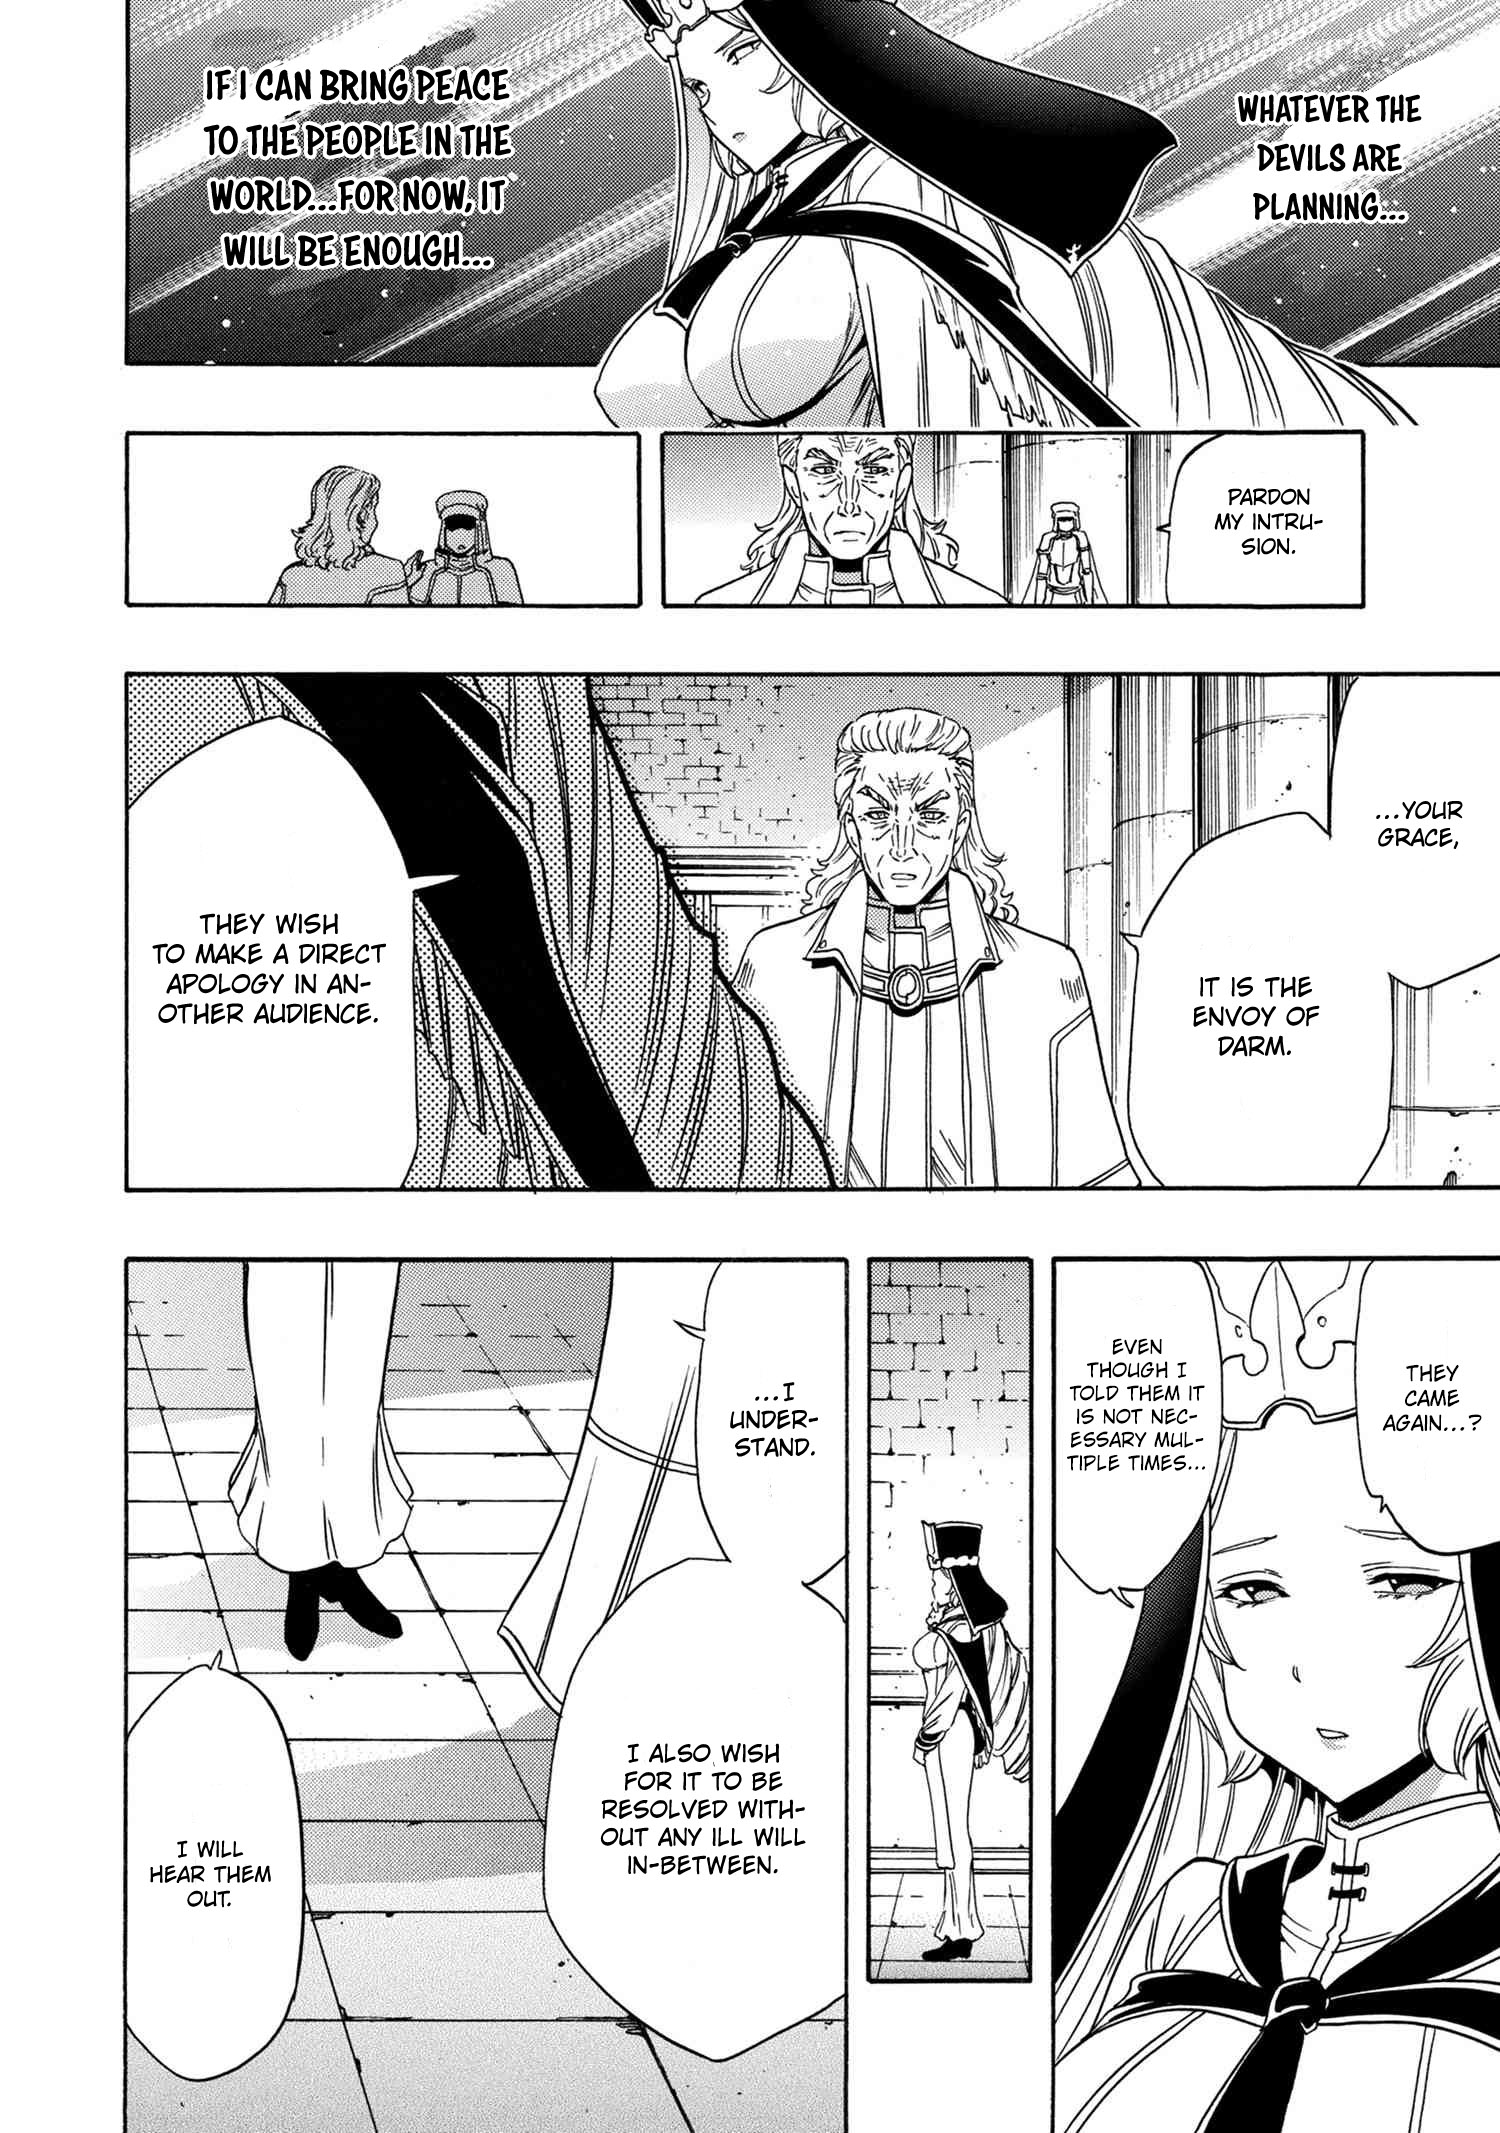 WHATEVER THE
DEVILS ARE
PLANNING...
IF I CAN BRING PEACE
TO THE PEOPLE IN THE
WORLD...FOR NOW, IT
WILL BE ENOUGH...
PARDON
MY INTRU-
SION.
...YOUR
GRACE,
IT IS THE
ENVOY OF
DARM.
THEY WISH
TO MAKE A DIRECT
APOLOGY IN AN-
OTHER AUDIENCE.
THEY
CAME
AGAIN...?
EVEN
THOUGH I
TOLD THEM IT
IS NOT NEC-
ESSARY MUL-
TIPLE TIMES...
...I
UNDER-
STAND.
I ALSO WISH
FOR IT TO BE
RESOLVED WITH-
OUT ANY ILL WILL
IN-BETWEEN.
I WILL
HEAR THEM
OUT.